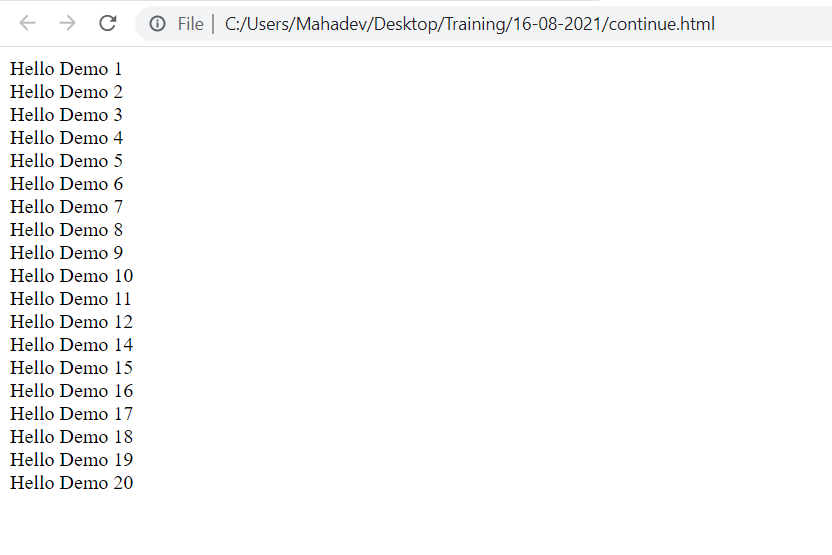 File | C:/Users/Mahadev/Desktop/Training/16-08-2021/continue.html
Hello Demo 1
Hello Demo 2
Hello Demo 3
Hello Demo 4
Hello Demo 5
Hello Demo 6
Hello Demo 7
Hello Demo 8
Hello Demo 9
Hello Demo 10
Hello Demo 11
Hello Demo 12
Hello Demo 14
Hello Demo 15
Hello Demo 16
Hello Demo 17
Hello Demo 18
Hello Demo 19
Hello Demo 20